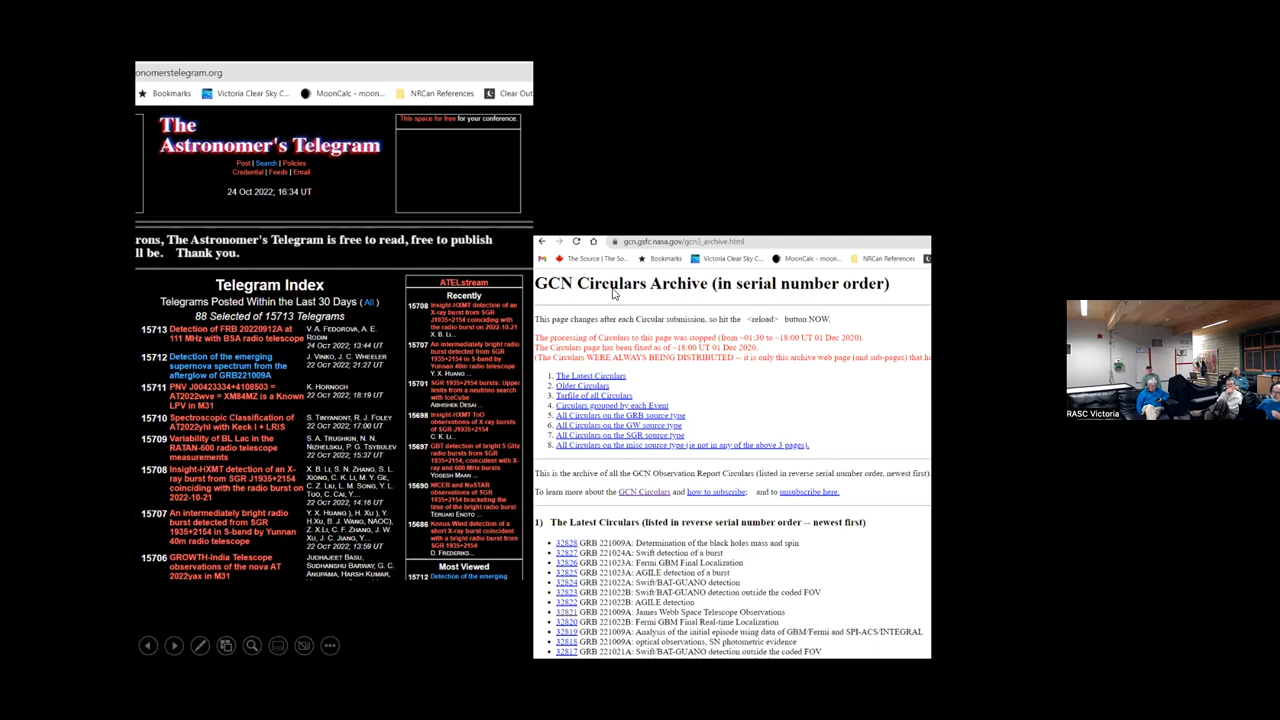 onomerstelegram.org
Bookmarks Victoria Clear Sky C... MoonCalc - moon... NRCan References Clear Out
The
Astronomer's Telegram
Post | Search | Policies
Credential | Feeds | Email
24 Oct 2022; 16:34 UT
This space for free for your conference.
rons, The Astronomer's Telegram is free to read, free to publish
ll be. Thank you.
Telegram Index
Telegrams Posted Within the Last 30 Days ( All )
88 Selected of 15713 Telegrams
15713 Detection of FRB 20220912A at
111 MHz with BSA radio telescope
V. A. FEDOROVA, A. E.
RODIN
24 Oct 2022, 13:44 UT
15712 Detection of the emerging
supernova spectrum from the
afterglow of GRB221009A
J. VINKO, J. C. WHEELER
22 Oct 2022, 21:27 UT
15711 PNV J00423334+4108503 =
AT2022wve = XM84MZ is a Known
LPV in M31
K. HORNOCH
22 Oct 2022, 18:19 UT
15710 Spectroscopic Classification of
AT2022yhl with Keck I + LRIS
S. TINYANONT, R. J. FOLEY
22 Oct 2022, 17:00 UT
15709 Variability of BL Lac in the
RATAN-600 radio telescope
measurements
S. A. TRUSHKIN, N. N.
NIZHELSKIJ, P. G. TSYBULEV
22 Oct 2022, 15:37 UT
15708 Insight-HXMT detection of an X-
ray burst from SGR J1935+2154
coinciding with the radio burst on
2022-10-21
X. B. LI, S. N. ZHANG, S. L.
XIONG, C. K. LI, M. Y. GE,
C. Z. LIU, L. M. SONG, Y. L.
TUO, C. CAI, Y....
22 Oct 2022, 14:16 UT
15707 An intermediately bright radio
burst detected from SGR
1935+2154 in S-band by Yunnan
40m radio telescope
Y. X. HUANG ), H. XU ), Y
H.XU, B. J. WANG, NAOC),
Z. X. LI, C. F. ZHANG, J. W.
XU, J. C. JIANG, Y....
22 Oct 2022, 13:59 UT
15706 GROWTH-India Telescope
observations of the nova AT
2022yax in M31
JUDHAJEET BASU,
SUDHANSHU BARWAY, G. C.
ANUPAMA, HARSH KUMAR,
ATELstream
Recently
15708 Insight-HXMT detection of an
X-ray burst from SGR
J1935+2154 coinciding with
the radio burst on 2022-10-21
X. B. LI...
15707 An intermediately bright radio
burst detected from SGR
1935+2154 in S-band by
Yunnan 40m radio telescope
Y. X. HUANG ...
15701 SGR 1935+2154 bursts: Upper
limits from a neutrino search
with IceCube
ABHISHEK DESAI ...
15698 Insight-HXMT ToO
observations of X-ray bursts
of SGR J1935+2154
C. K. LI...
15697 GBT detection of bright 5 GHz
radio bursts from SGR
1935+2154, coincident with X-
ray and 600 MHz bursts
YOGESH MAAN ...
15690 NICER and NuSTAR
observations of SGR
1935+2154 bracketing the
time of the bright radio burst
TERUAKI ENOTO ...
15686 Konus-Wind detection of a
short X-ray burst coincident
with a bright radio burst from
SGR 1935+2154
D. FREDERIKS...
Most Viewed
15712 Detection of the emerging
gcn.gsfc.nasa.gov/gcn3_archive.html
The Source | The So... Bookmarks Victoria Clear Sky C... MoonCalc - moon... NRCan References
GCN Circulars Archive (in serial number order)
This page changes after each Circular submission, so hit the <reload> button NOW.
The processing of Circulars to this page was stopped (from ~01:30 to ~18:00 UT 01 Dec 2020).
The Circulars page has been fixed as of ~18:00 UT 01 Dec 2020.
(The Circulars WERE ALWAYS BEING DISTRIBUTED -- it is only this archive web page (and sub-pages) that ha
1. The Latest Circulars
2. Older Circulars
3. Tarfile of all Circulars
4. Circulars grouped by each Event
5. All Circulars on the GRB source type
6. All Circulars on the GW source type
7. All Circulars on the SGR source type
8. All Circulars on the misc source type (ie not in any of the above 3 pages).
This is the archive of all the GCN Observation Report Circulars (listed in reverse serial number order, newest first).
To learn more about the GCN Circulars and how to subscribe; and to unsubscribe here.
1) The Latest Circulars (listed in reverse serial number order -- newest first)
32828 GRB 221009A: Determination of the black holes mass and spin
32827 GRB 221024A: Swift detection of a burst
32826 GRB 221023A: Fermi GBM Final Localization
32825 GRB 221023A: AGILE detection of a burst
32824 GRB 221022A: Swift/BAT-GUANO detection
32823 GRB 221022B: Swift/BAT-GUANO detection outside the coded FOV
32822 GRB 221022B: AGILE detection
32821 GRB 221009A: James Webb Space Telescope Observations
32820 GRB 221022B: Fermi GBM Final Real-time Localization
32819 GRB 221009A: Analysis of the initial episode using data of GBM/Fermi and SPI-ACS/INTEGRAL
32818 GRB 221009A: optical observations, SN photometric evidence
32817 GRB 221021A: Swift/BAT-GUANO detection outside the coded FOV
RASC Victoria